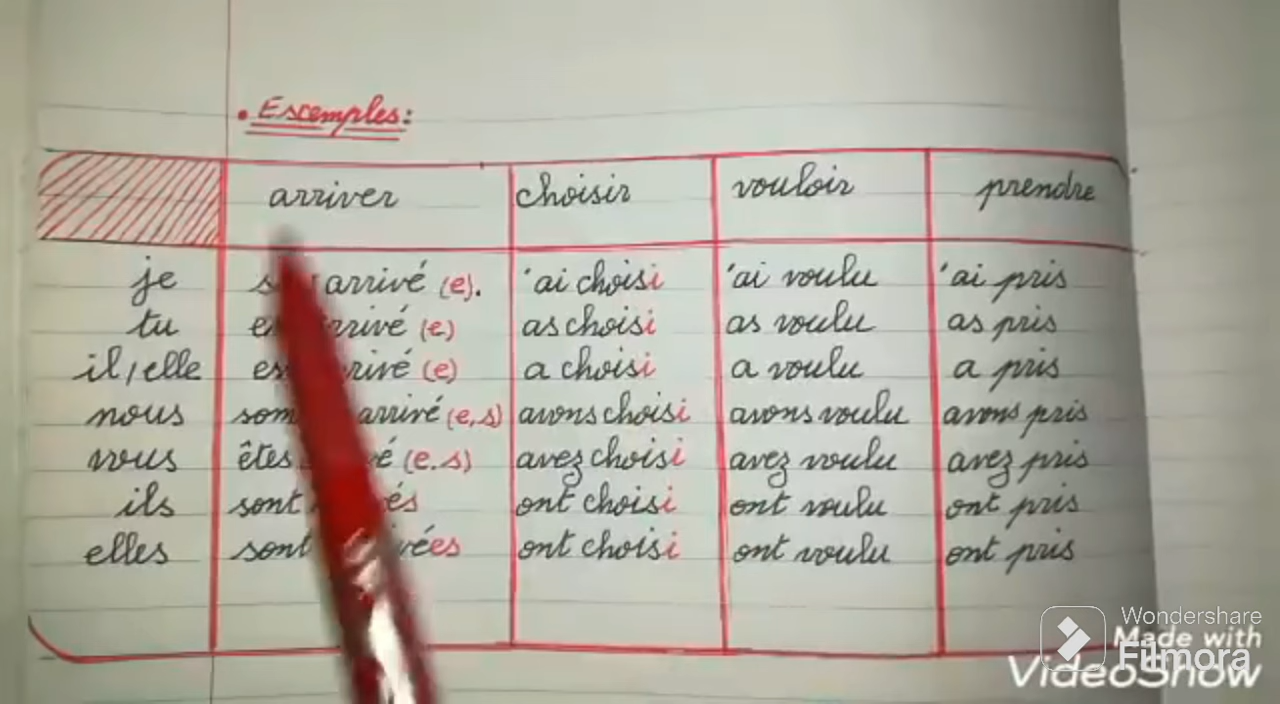 • Exemples:
arriver choisir vouloir prendre
je arrivé (e). 'ai choisi 'ai voulu 'ai pris
tu (e) as choisi as voulu as pris
il, elle (e) a choisi a voulu a pris
nous arrivé (e,s) avons choisi avons voulu avons pris
vous êtes (e.s) avez choisi avez voulu avez pris
ils sont ont choisi ont voulu ont pris
elles sont ont choisi ont voulu ont pris
Wondershare
Filmora
Made with
VideoShow